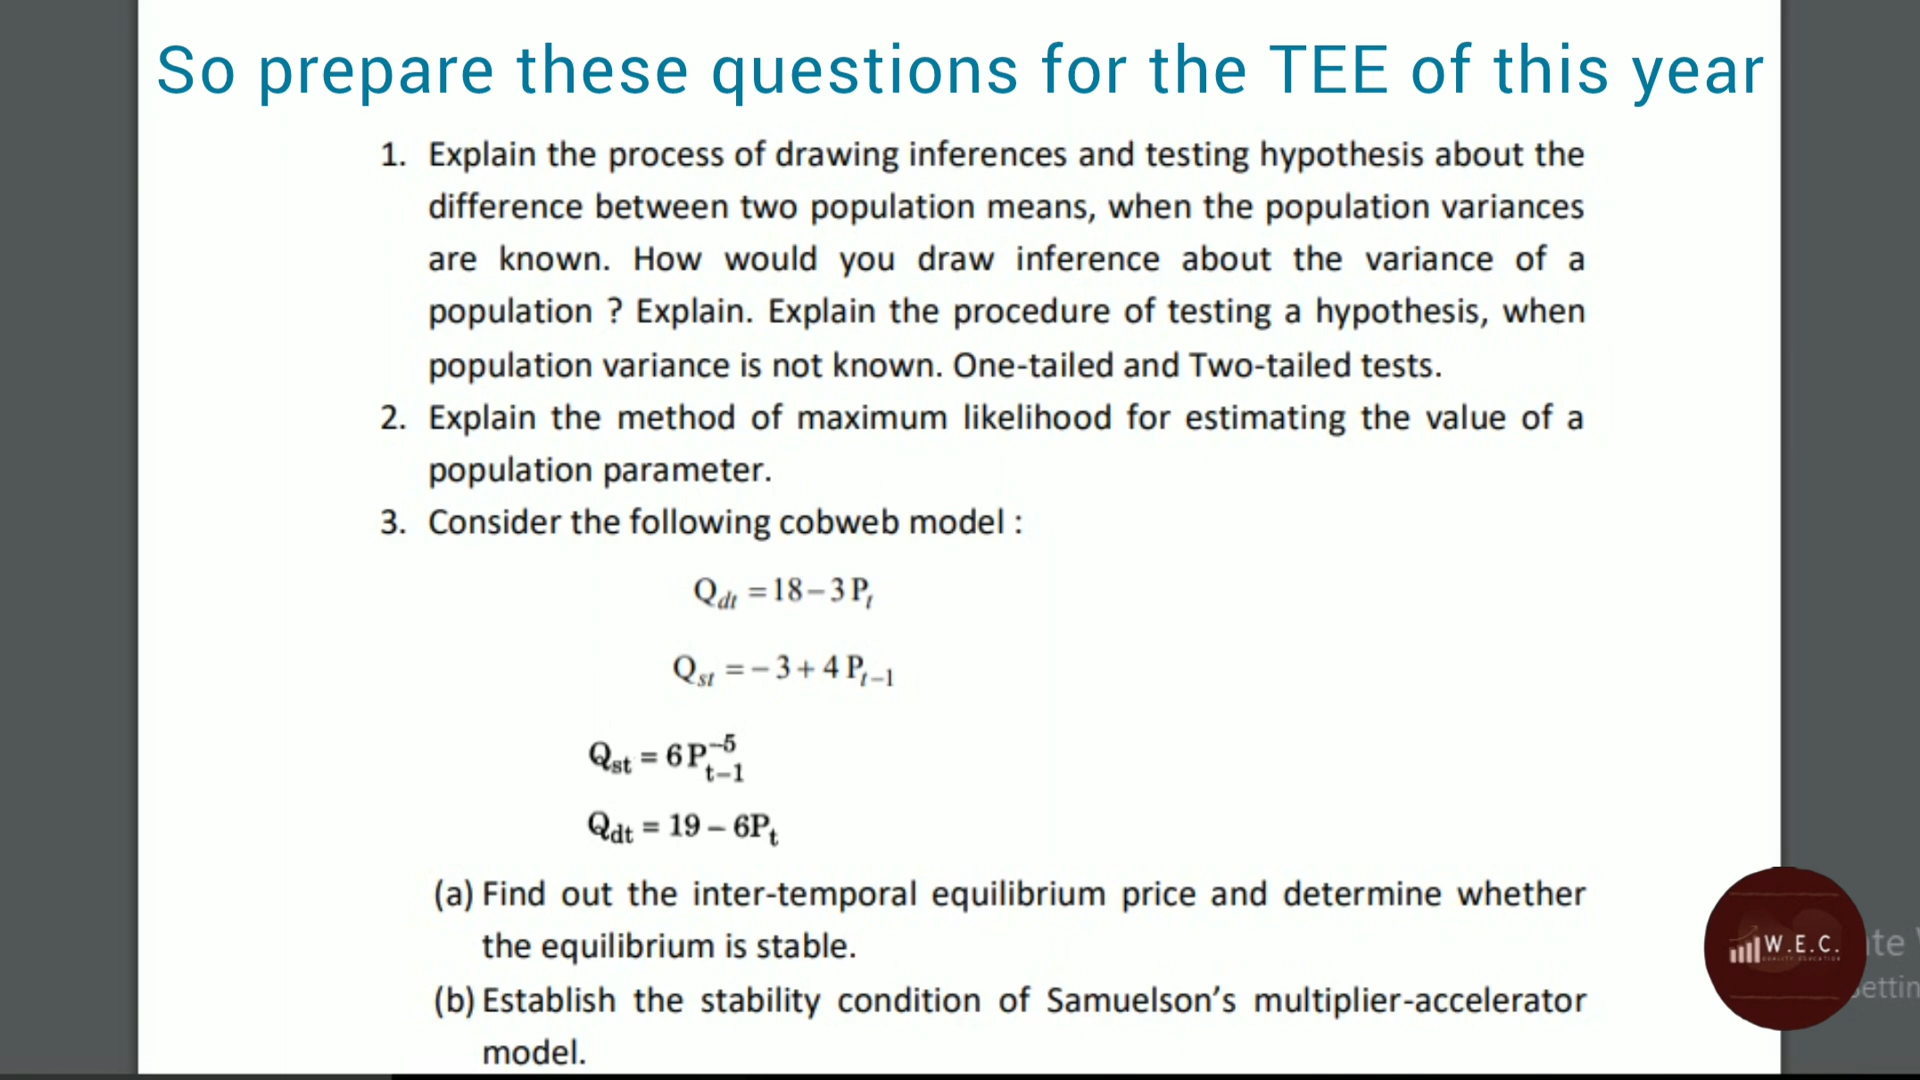 So prepare these questions for the TEE of this year
1. Explain the process of drawing inferences and testing hypothesis about the
difference between two population means, when the population variances
are known. How would you draw inference about the variance of a
population ? Explain. Explain the procedure of testing a hypothesis, when
population variance is not known. One-tailed and Two-tailed tests.
2. Explain the method of maximum likelihood for estimating the value of a
population parameter.
3. Consider the following cobweb model :
Q_dt = 18 – 3 P_t
Q_st = – 3 + 4 P_t–1
Q_st = 6P_t–1^–5
Q_dt = 19 – 6P_t
(a) Find out the inter-temporal equilibrium price and determine whether
the equilibrium is stable.
(b) Establish the stability condition of Samuelson’s multiplier-accelerator
model.
W.E.C.